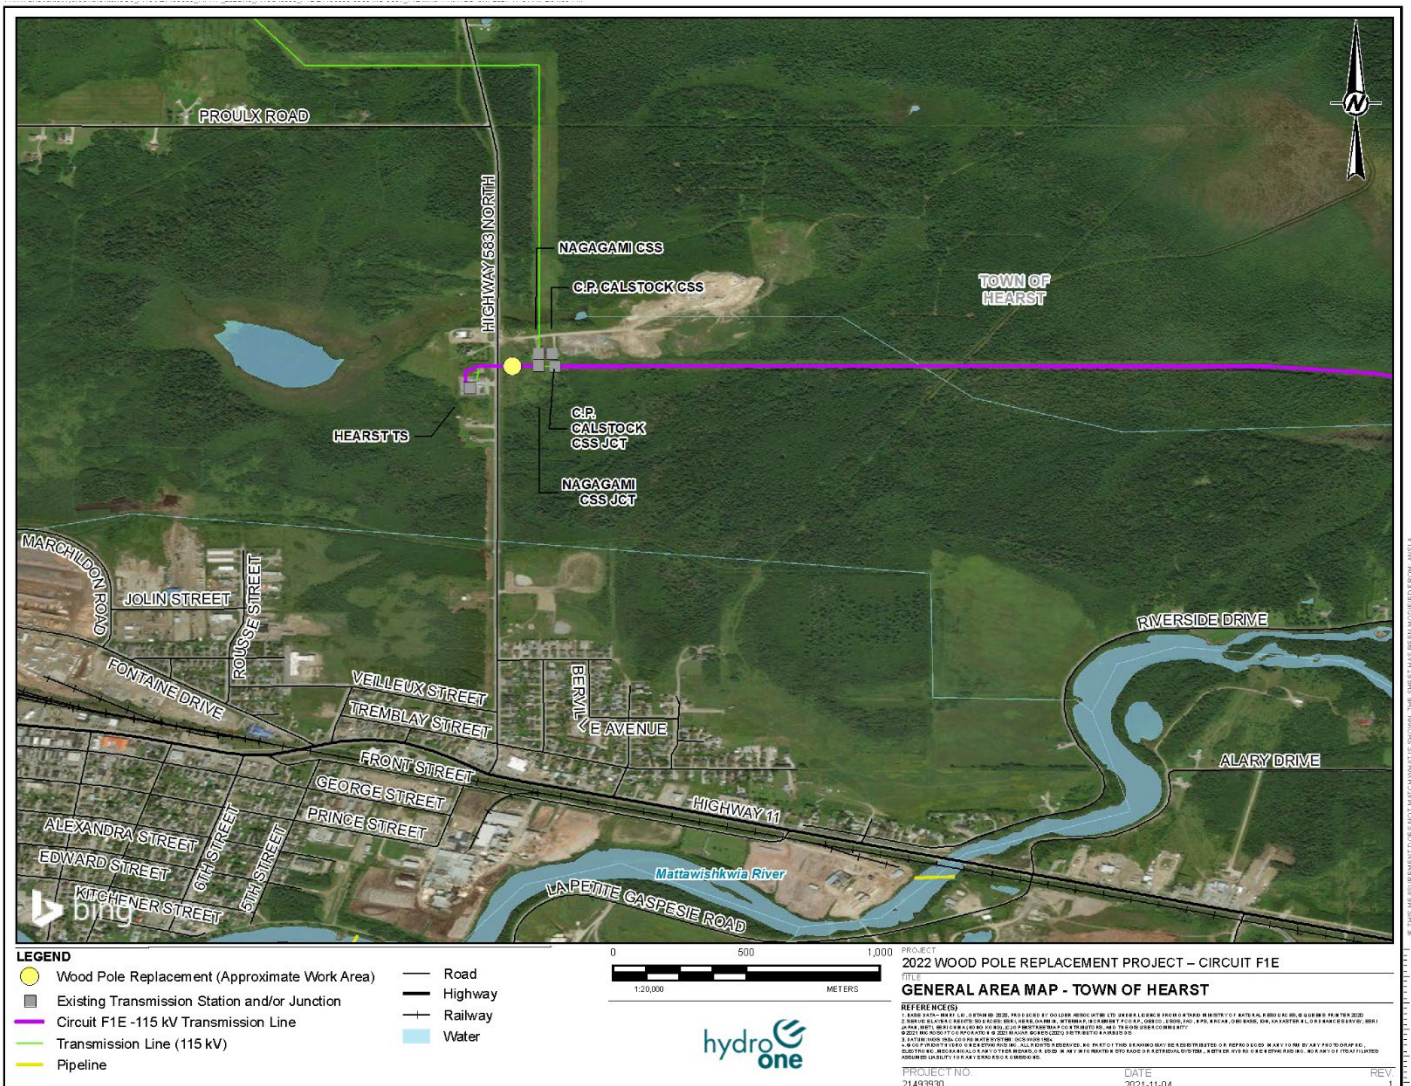 PROULX ROAD
HIGHWAY 583 NORTH
N
NAGAGAMI CSS
C.P. CALSTOCK CSS
TOWN OF
HEARST
HEARST TS
C.P.
CALSTOCK
CSS JCT
NAGAGAMI
CSS JCT
MARCHILDON ROAD
JOLIN STREET
ROUSSE STREET
FONTAINE DRIVE
VEILLEUX STREET
TREMBLAY STREET
BERVILLE AVENUE
RIVERSIDE DRIVE
ALARY DRIVE
FRONT STREET
GEORGE STREET
PRINCE STREET
HIGHWAY 11
ALEXANDRA STREET
EDWARD STREET
KITCHENER STREET
6TH STREET
5TH STREET
Mattawishkwia River
LA PETITE GASPESIE ROAD
bing
LEGEND
Wood Pole Replacement (Approximate Work Area)
Existing Transmission Station and/or Junction
Circuit F1E -115 kV Transmission Line
Transmission Line (115 kV)
Pipeline
Road
Highway
Railway
Water
0 500 1,000
1:20,000 METERS
hydro
one
PROJECT
2022 WOOD POLE REPLACEMENT PROJECT – CIRCUIT F1E
TITLE
GENERAL AREA MAP - TOWN OF HEARST
REFERENCE(S)
PROJECT NO. DATE REV.
21493930 2021-11-04 1